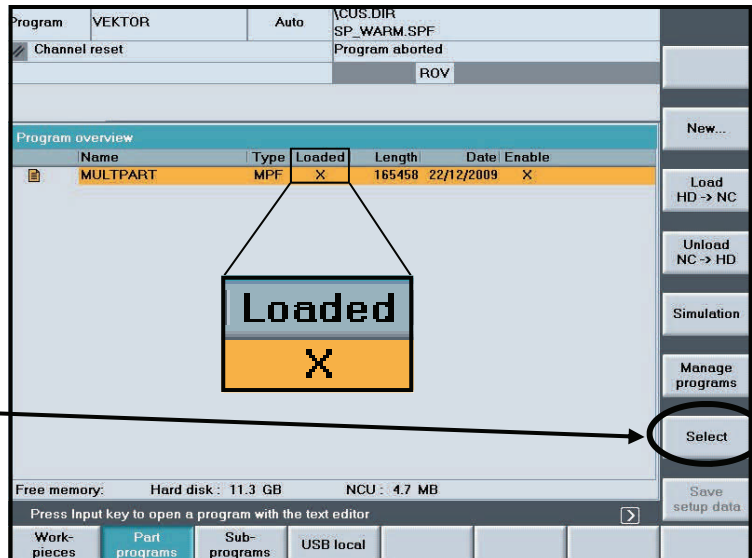 Program VEKTOR Auto \CUS.DIR
SP_WARM.SPF
Channel reset Program aborted
ROV
Program overview
Name Type Loaded Length Date Enable
MULTPART MPF X 165458 22/12/2009 X
Loaded
X
Free memory: Hard disk : 11.3 GB NCU : 4.7 MB
Press Input key to open a program with the text editor
Work-
pieces
Part
programs
Sub-
programs
USB local
New...
Load
HD -> NC
Unload
NC -> HD
Simulation
Manage
programs
Select
Save
setup data